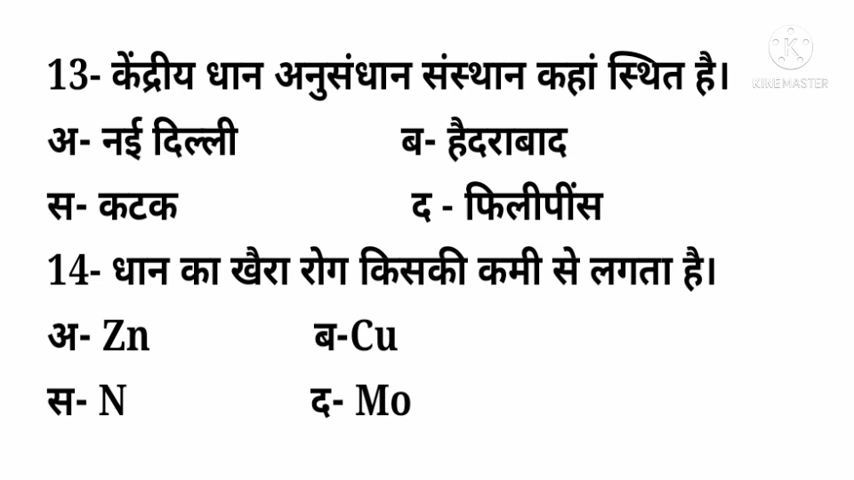 13- केंद्रीय धान अनुसंधान संस्थान कहां स्थित है।
KINEMASTER
अ- नई दिल्ली ब- हैदराबाद
स- कटक द - फिलीपींस
14- धान का खैरा रोग किसकी कमी से लगता है।
अ- Zn ब-Cu
स- N द- Mo